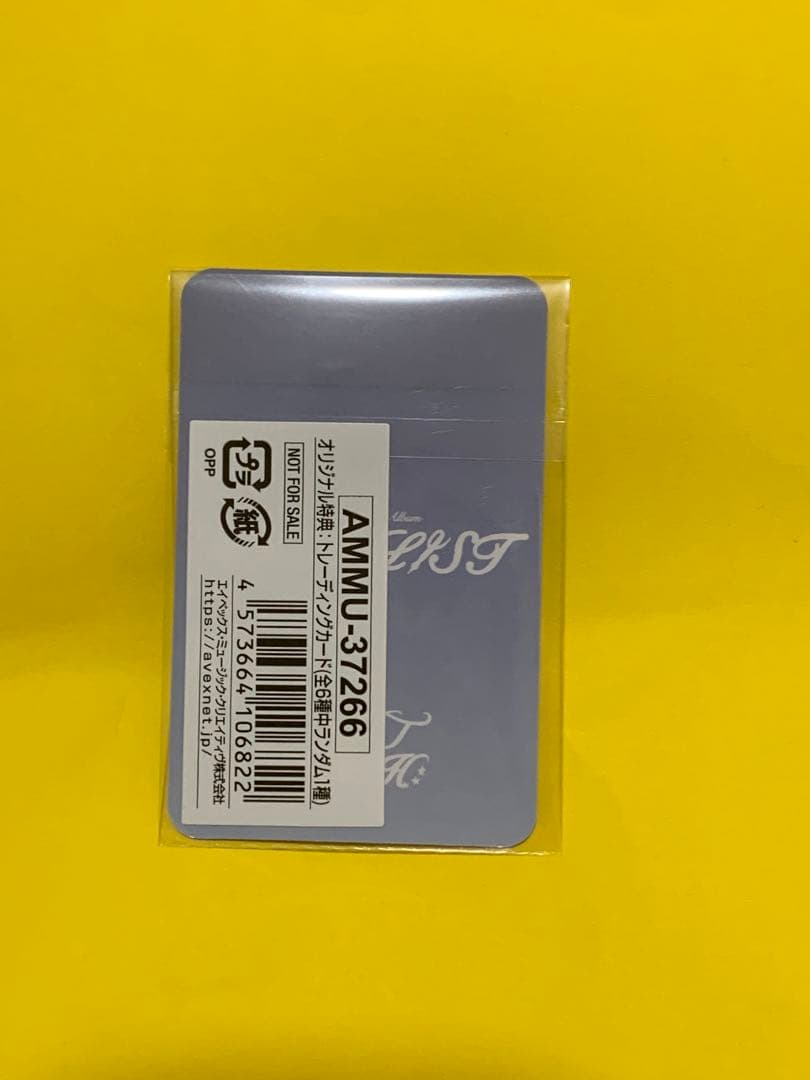 AMMU-37266
オリジナル特典:トレーディングカード(全6種中ランダム1種)
NOT FOR SALE
プラ
紙
OPP
4 573664 106822
エイベックス・ミュージック・クリエイティヴ株式会社
https://avexnet.jp/
Album